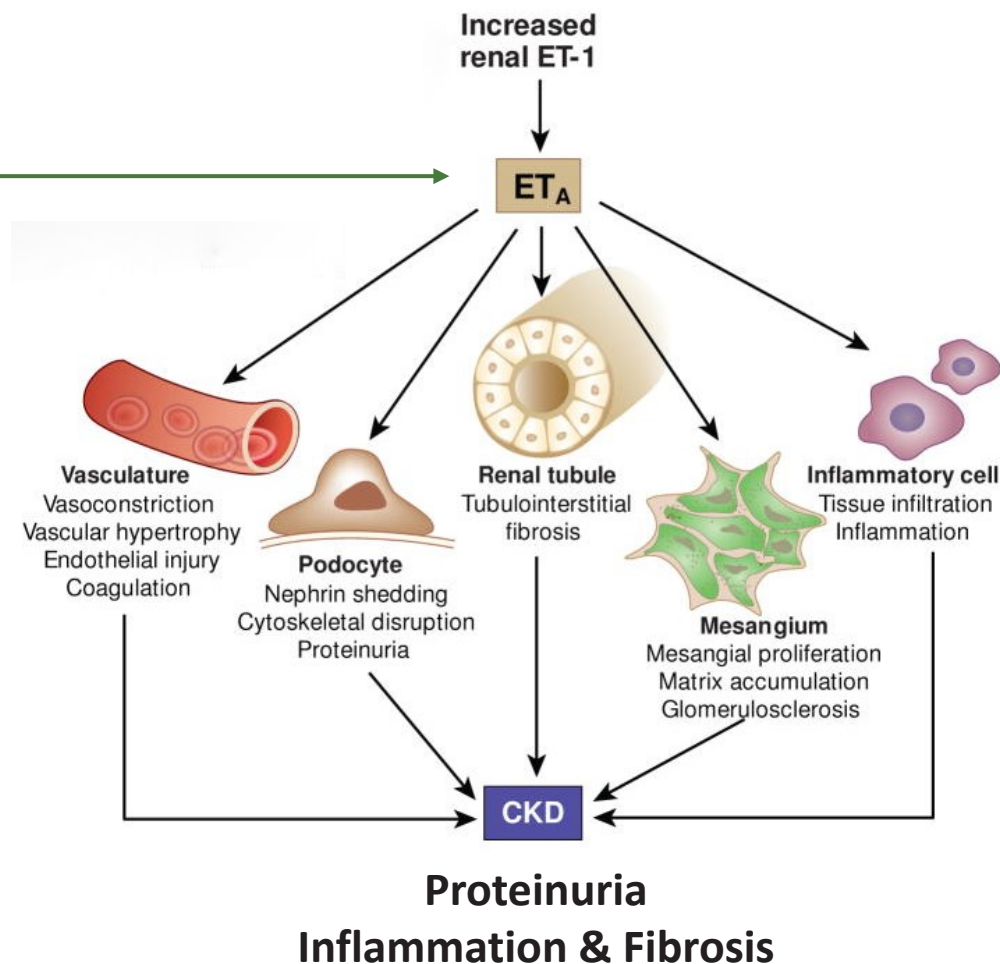 Increased
renal ET-1
ETA
Vasculature
Vasoconstriction
Vascular hypertrophy
Endothelial injury
Coagulation
Podocyte
Nephrin shedding
Cytoskeletal disruption
Proteinuria
Renal tubule
Tubulointerstitial
fibrosis
Mesangium
Mesangial proliferation
Matrix accumulation
Glomerulosclerosis
Inflammatory cell
Tissue infiltration
Inflammation
CKD
Proteinuria
Inflammation & Fibrosis